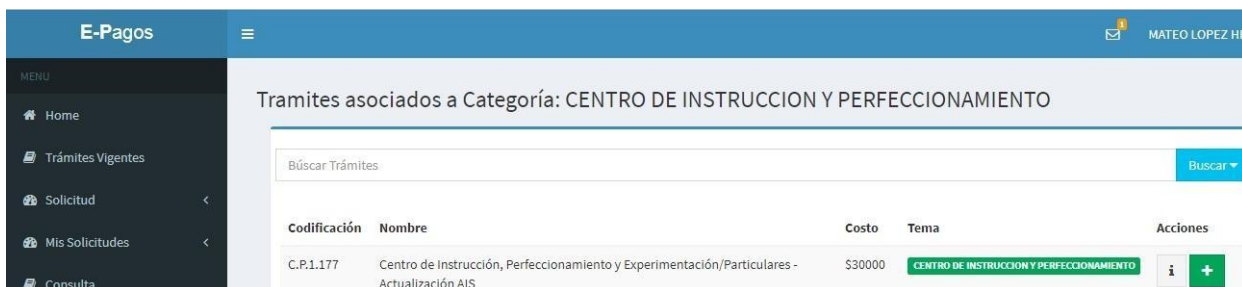 E-Pagos
1
MATEO LOPEZ
MENU
Home
Trámites Vigentes
Solicitud
Mis Solicitudes
Consulta
Tramites asociados a Categoría: CENTRO DE INSTRUCCION Y PERFECCIONAMIENTO
Búscar Trámites
Buscar
Codificación Nombre Costo Tema Acciones
C.P.1.177 Centro de Instrucción, Perfeccionamiento y Experimentación/Particulares - $30000 CENTRO DE INSTRUCCION Y PERFECCIONAMIENTO i +
Actualización AIS